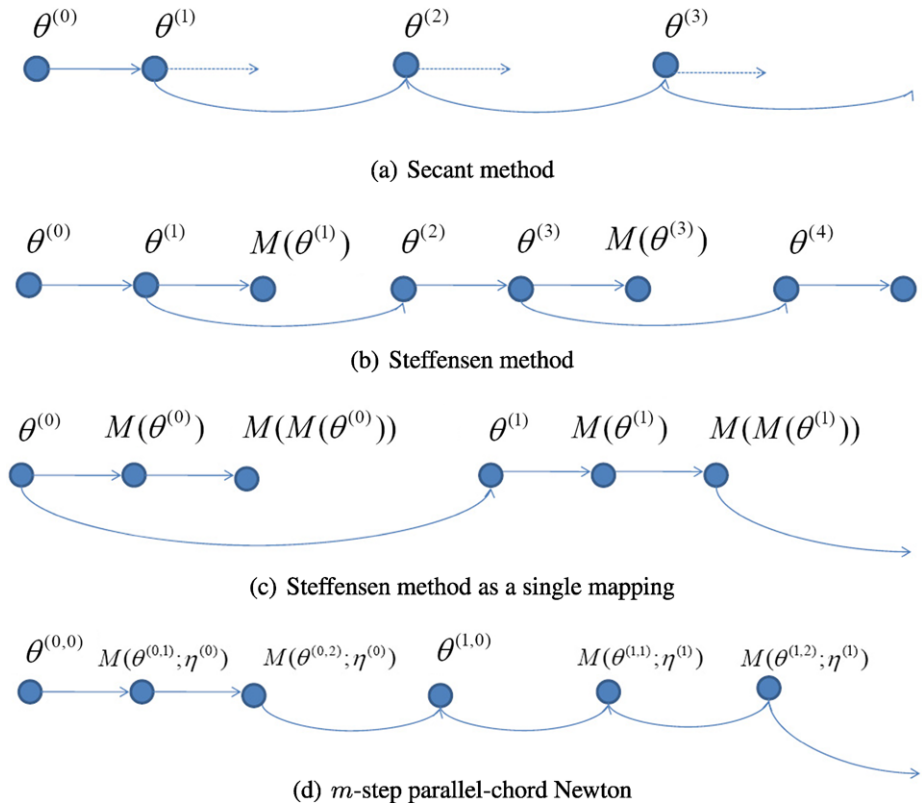 θ^(0) θ^(1) θ^(2) θ^(3)
(a) Secant method
θ^(0) θ^(1) M(θ^(1)) θ^(2) θ^(3) M(θ^(3)) θ^(4)
(b) Steffensen method
θ^(0) M(θ^(0)) M(M(θ^(0))) θ^(1) M(θ^(1)) M(M(θ^(1)))
(c) Steffensen method as a single mapping
θ^(0,0) M(θ^(0,1);η^(0)) M(θ^(0,2);η^(0)) θ^(1,0) M(θ^(1,1);η^(1)) M(θ^(1,2);η^(1))
(d) m-step parallel-chord Newton